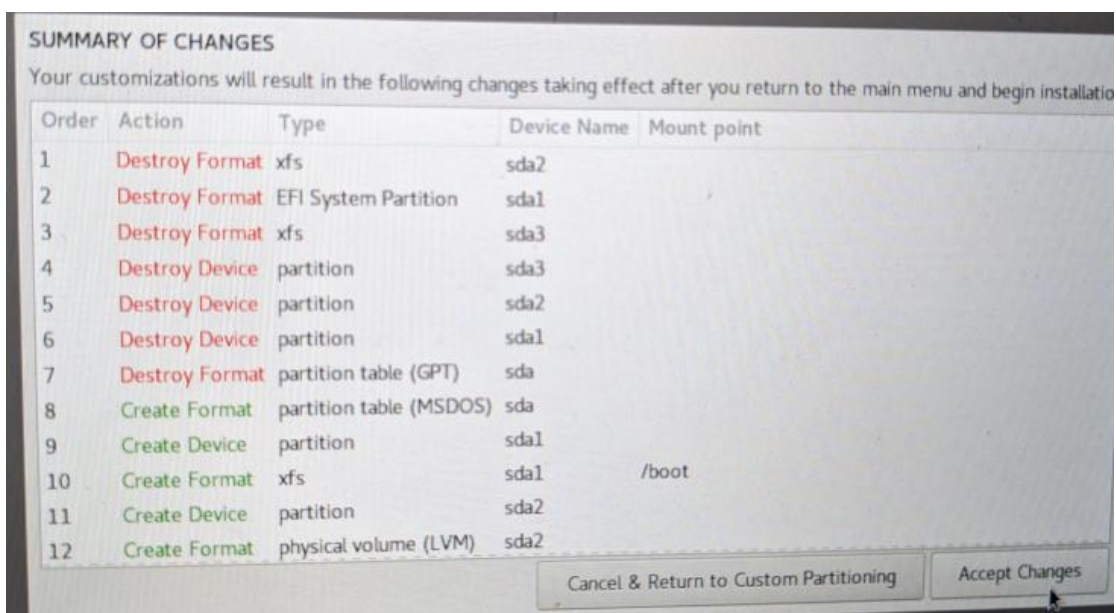 SUMMARY OF CHANGES
Your customizations will result in the following changes taking effect after you return to the main menu and begin installatio
Order Action Type Device Name Mount point
1 Destroy Format xfs sda2
2 Destroy Format EFI System Partition sda1
3 Destroy Format xfs sda3
4 Destroy Device partition sda3
5 Destroy Device partition sda2
6 Destroy Device partition sda1
7 Destroy Format partition table (GPT) sda
8 Create Format partition table (MSDOS) sda
9 Create Device partition sda1
10 Create Format xfs sda1 /boot
11 Create Device partition sda2
12 Create Format physical volume (LVM) sda2
Cancel & Return to Custom Partitioning Accept Changes